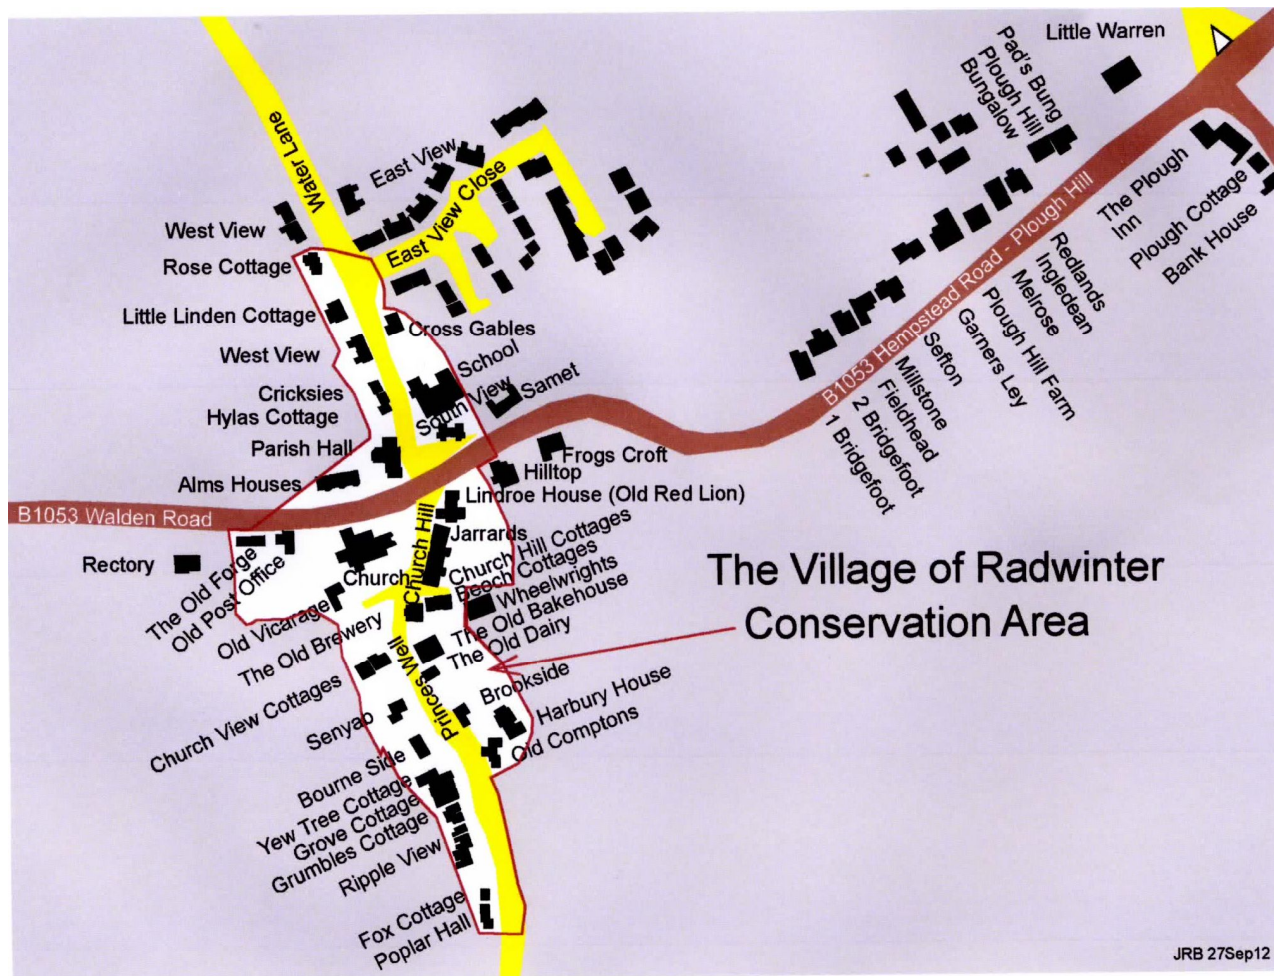 Little Warren
Pad's Bung
Plough Hill
Bungalow
Water Lane
East View
East View Close
West View
Rose Cottage
Little Linden Cottage
Cross Gables
West View
School
Cricksies
South View
Samet
Hylas Cottage
Parish Hall
Frogs Croft
Alms Houses
Hilltop
Lindroe House (Old Red Lion)
B1053 Walden Road
B1053 Hempstead Road - Plough Hill
The Plough
Inn
Plough Cottage
Bank House
Redlands
Ingledean
Melrose
Plough Hill Farm
Garners Ley
Sefton
Millstone
Fieldhead
2 Bridgefoot
1 Bridgefoot
Church Hill
Jarrards
Rectory
The Old Forge
Old Post Office
Church
Church Hill Cottages
Beech Cottages
Wheelwrights
The Old Bakehouse
The Old Dairy
Old Vicarage
The Old Brewery
The Village of Radwinter
Conservation Area
Princes Well
Church View Cottages
Brookside
Harbury House
Senyab
Old Comptons
Bourne Side
Yew Tree Cottage
Grove Cottage
Grumbles Cottage
Ripple View
Fox Cottage
Poplar Hall
JRB 27Sep12